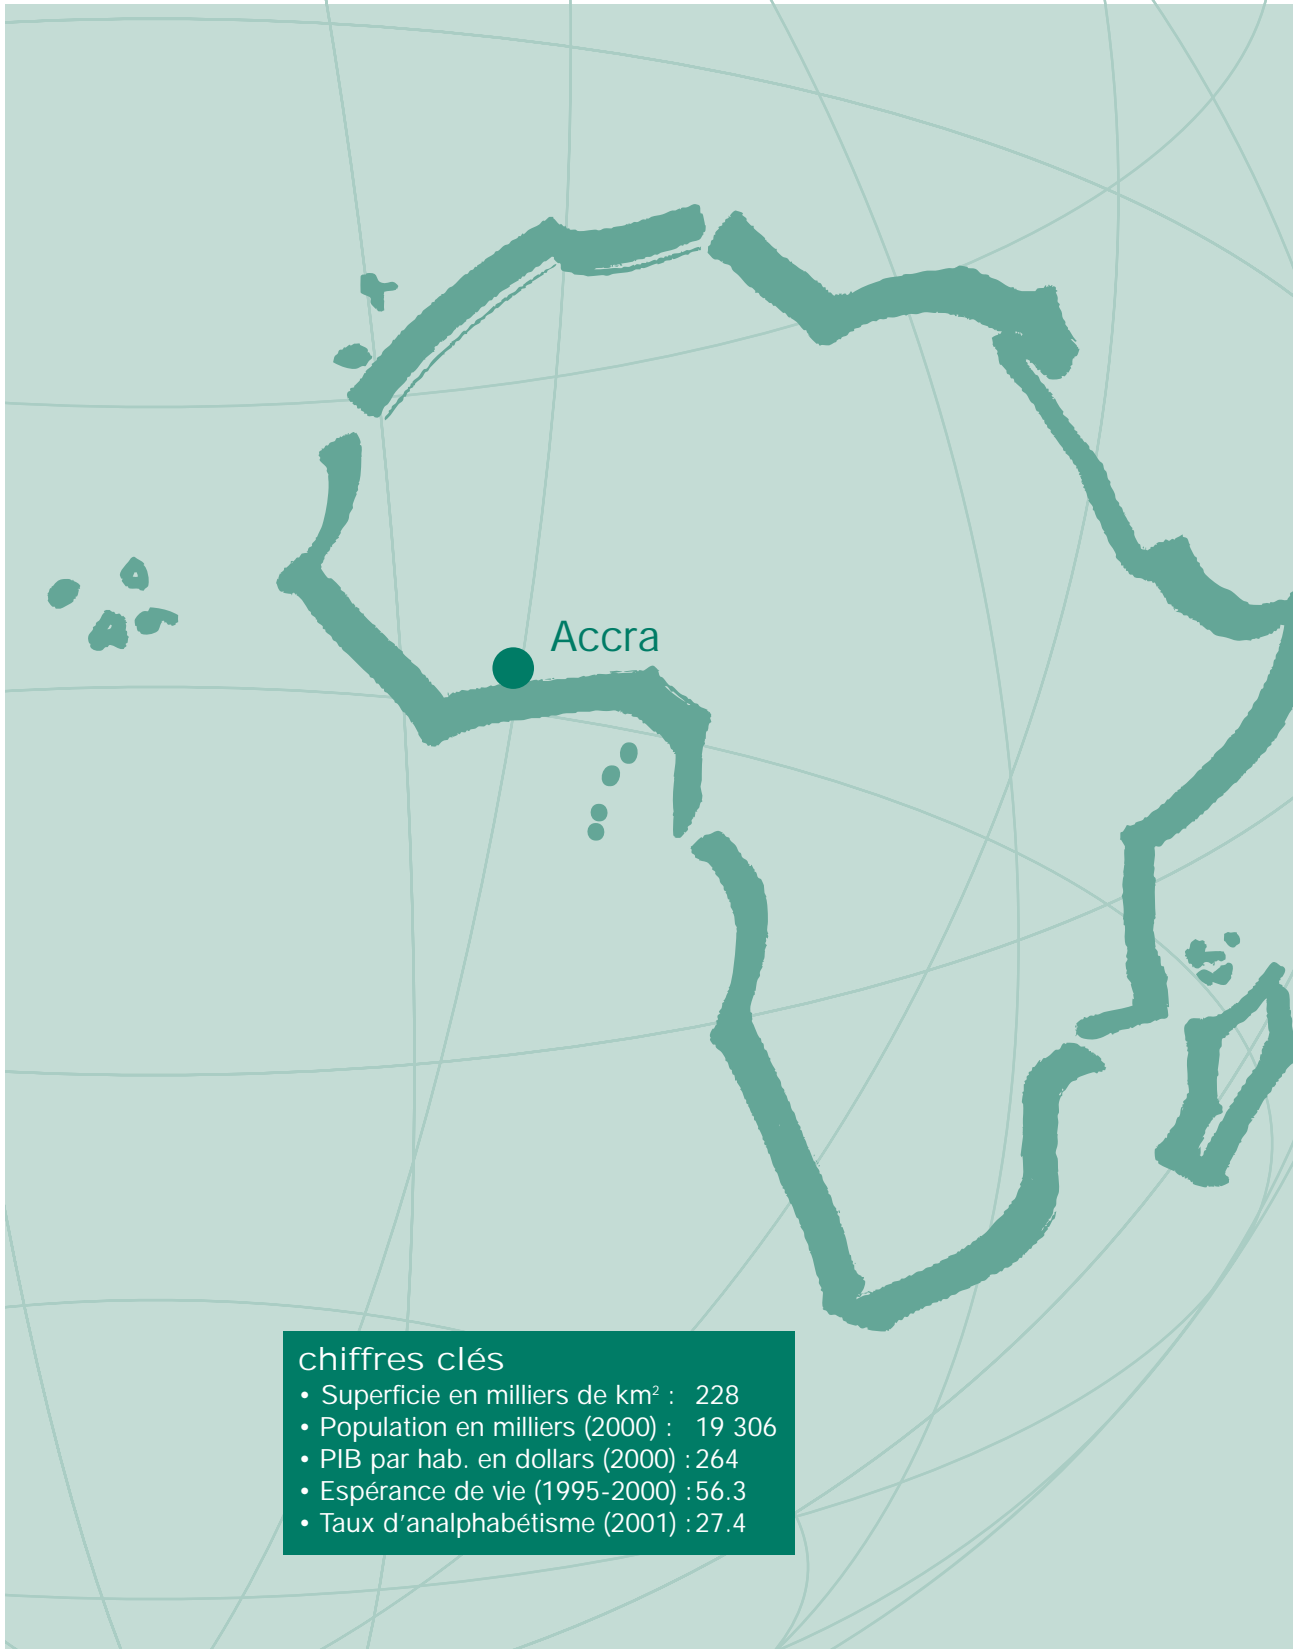 Accra
chiffres clés
• Superficie en milliers de km² : 228
• Population en milliers (2000) : 19 306
• PIB par hab. en dollars (2000) : 264
• Espérance de vie (1995-2000) : 56.3
• Taux d'analphabétisme (2001) : 27.4